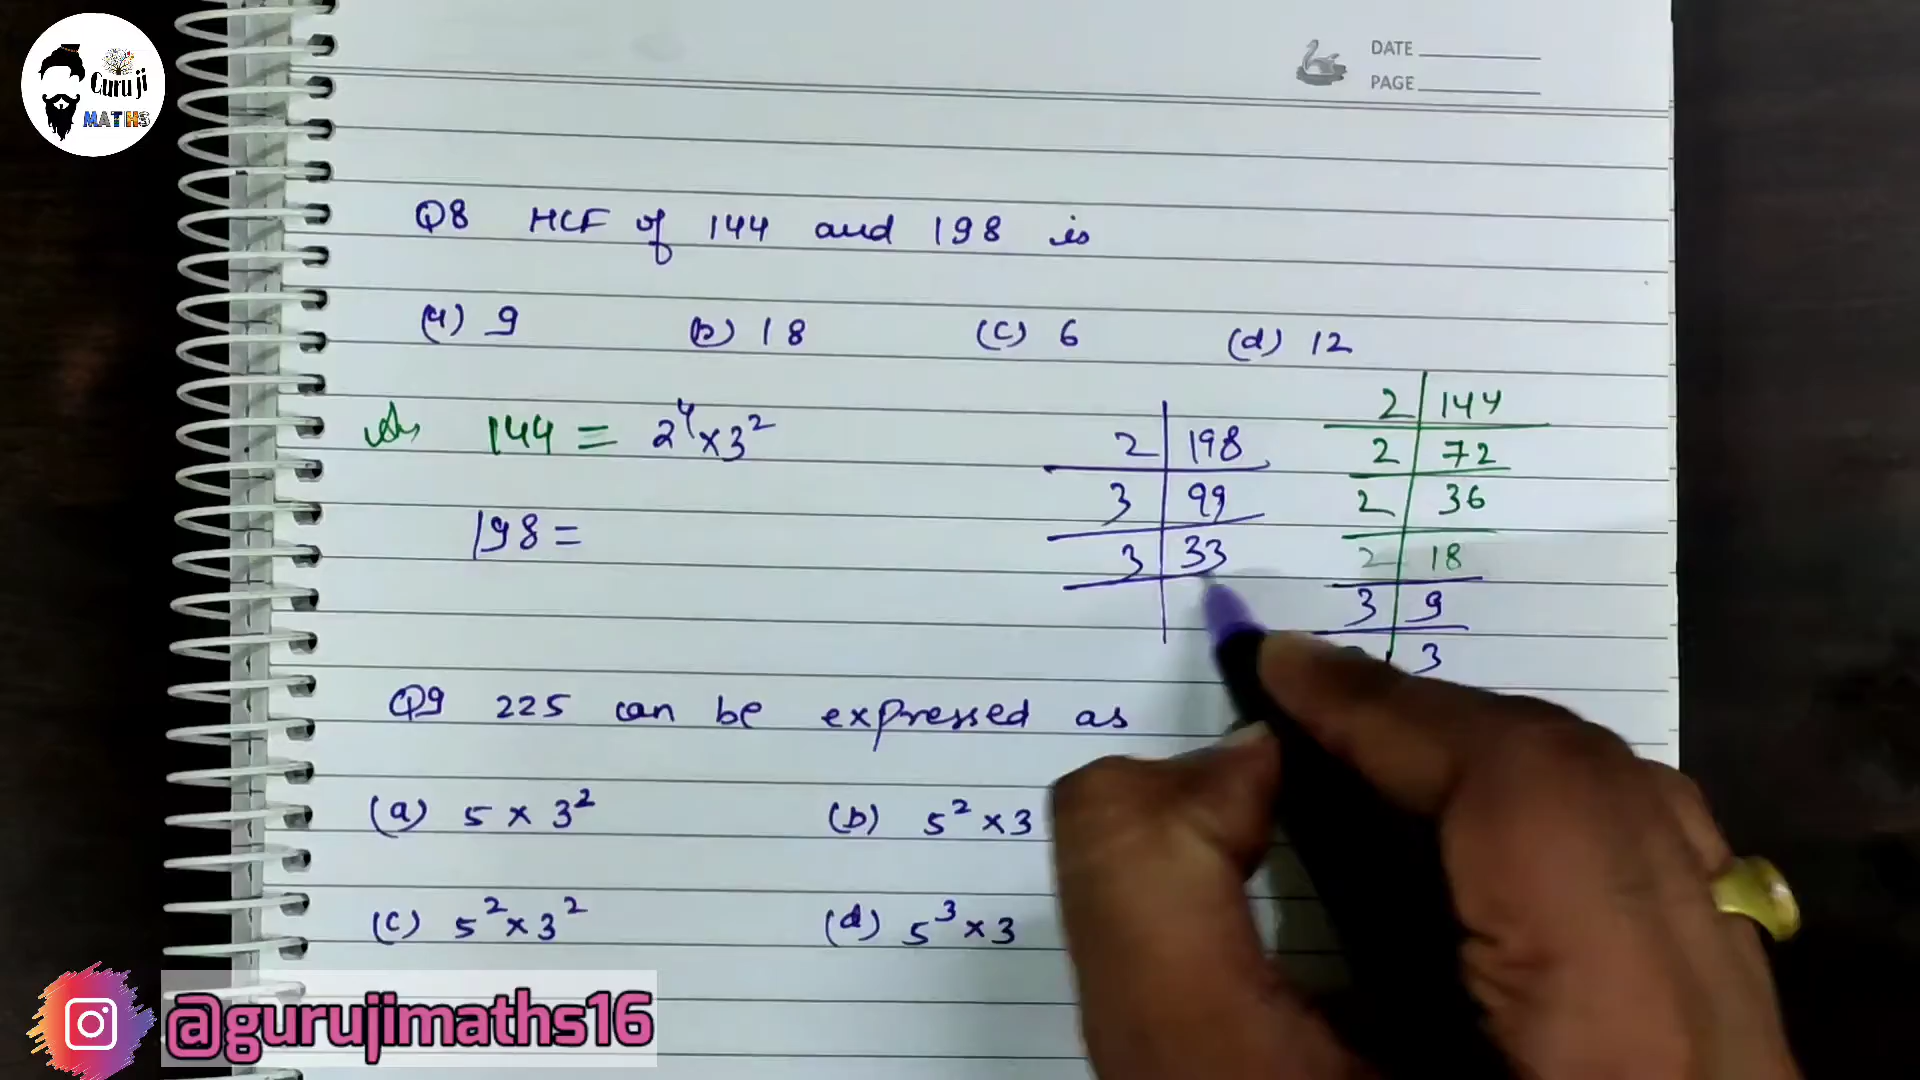 Guru ji
MATHS
DATE
PAGE
Q8 HCF of 144 and 198 is
(a) 9 (b) 18 (c) 6 (d) 12
144 = 2⁴×3²
198 =
2 | 198
3 | 99
3 | 33
2 | 144
2 | 72
2 | 36
2 | 18
3 | 9
3
Q9 225 can be expressed as
(a) 5 × 3² (b) 5² × 3
(c) 5² × 3² (d) 5³ × 3
@gurujimaths16